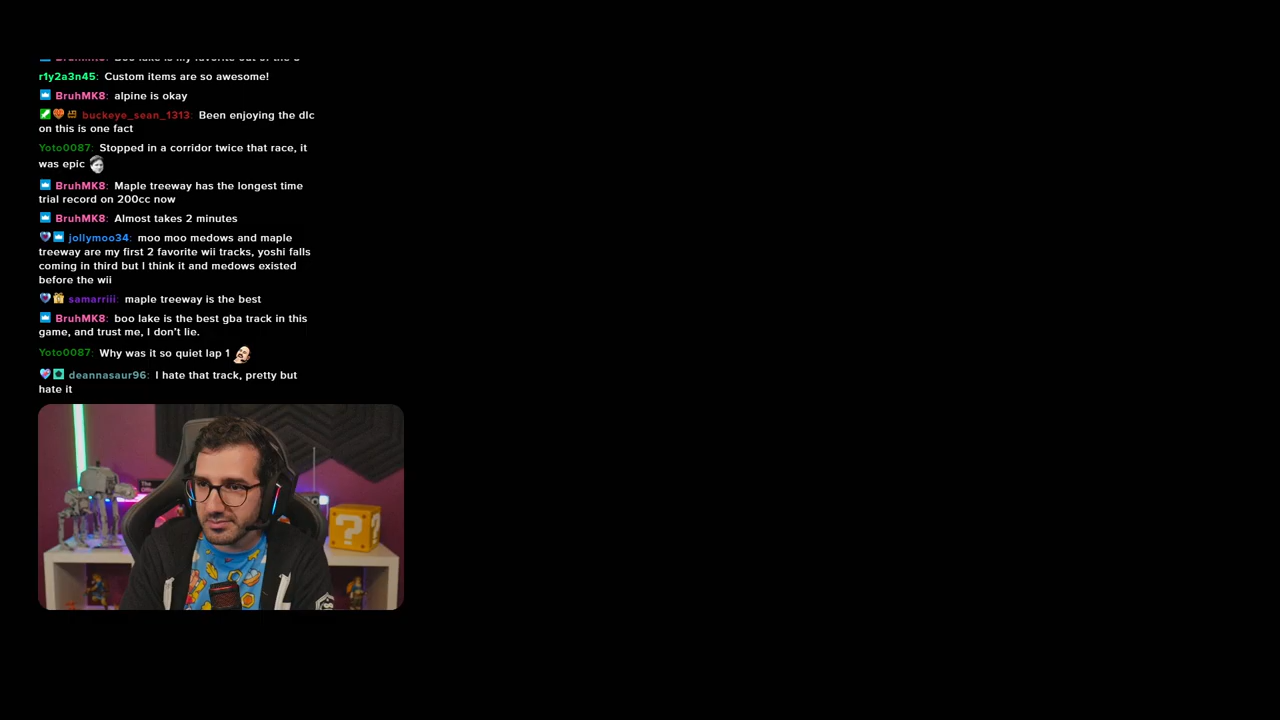 r1y2a3n45: Custom items are so awesome!
BruhMK8: alpine is okay
buckeye_sean_1313: Been enjoying the dlc
on this is one fact
Yoto0087: Stopped in a corridor twice that race, it
was epic
BruhMK8: Maple treeway has the longest time
trial record on 200cc now
BruhMK8: Almost takes 2 minutes
jollymoo34: moo moo medows and maple
treeway are my first 2 favorite wii tracks, yoshi falls
coming in third but I think it and medows existed
before the wii
samarriii: maple treeway is the best
BruhMK8: boo lake is the best gba track in this
game, and trust me, I don't lie.
Yoto0087: Why was it so quiet lap 1
deannasaur96: I hate that track, pretty but
hate it